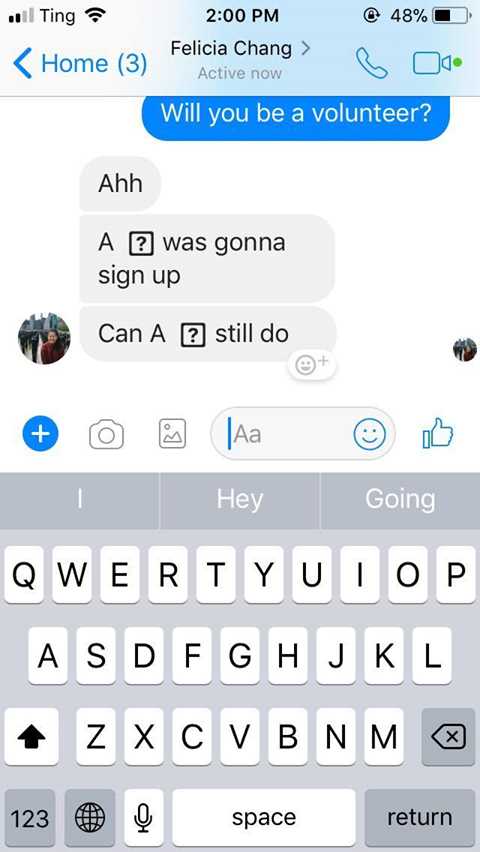 Ting 2:00 PM 48%
Home (3) Felicia Chang
Active now
Will you be a volunteer?
Ahh
A ⍰ was gonna
sign up
Can A ⍰ still do
Aa
I Hey Going
Q W E R T Y U I O P
A S D F G H J K L
Z X C V B N M
123 space return